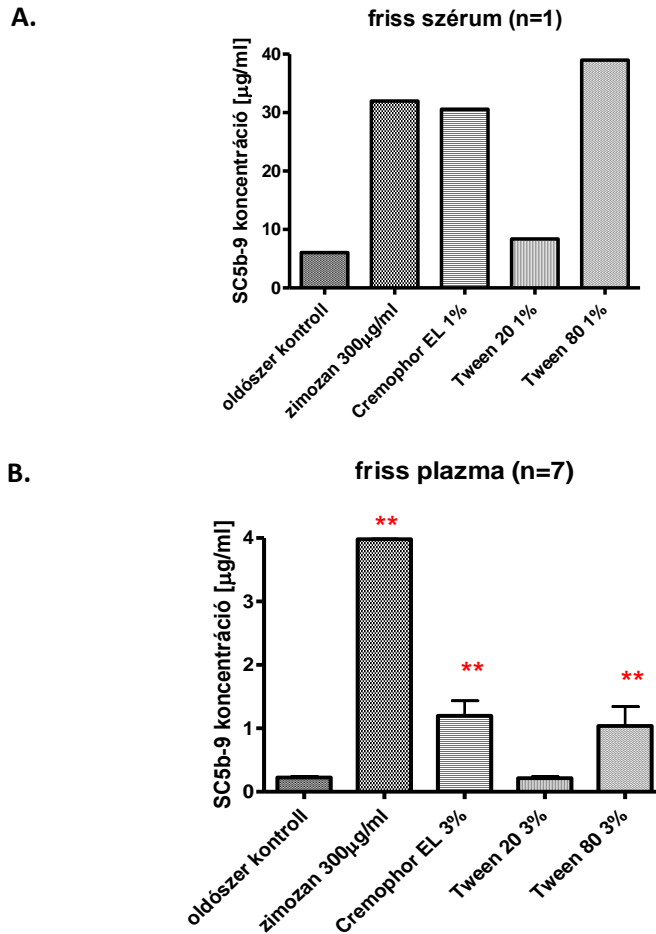 A.
friss szérum (n=1)
SC5b-9 koncentráció [μg/ml]
40
30
20
10
0
oldószer kontroll
zimozan 300μg/ml
Cremophor EL 1%
Tween 20 1%
Tween 80 1%
B.
friss plazma (n=7)
SC5b-9 koncentráció [μg/ml]
4
3
2
1
0
**
**
**
oldószer kontroll
zimozan 300μg/ml
Cremophor EL 3%
Tween 20 3%
Tween 80 3%